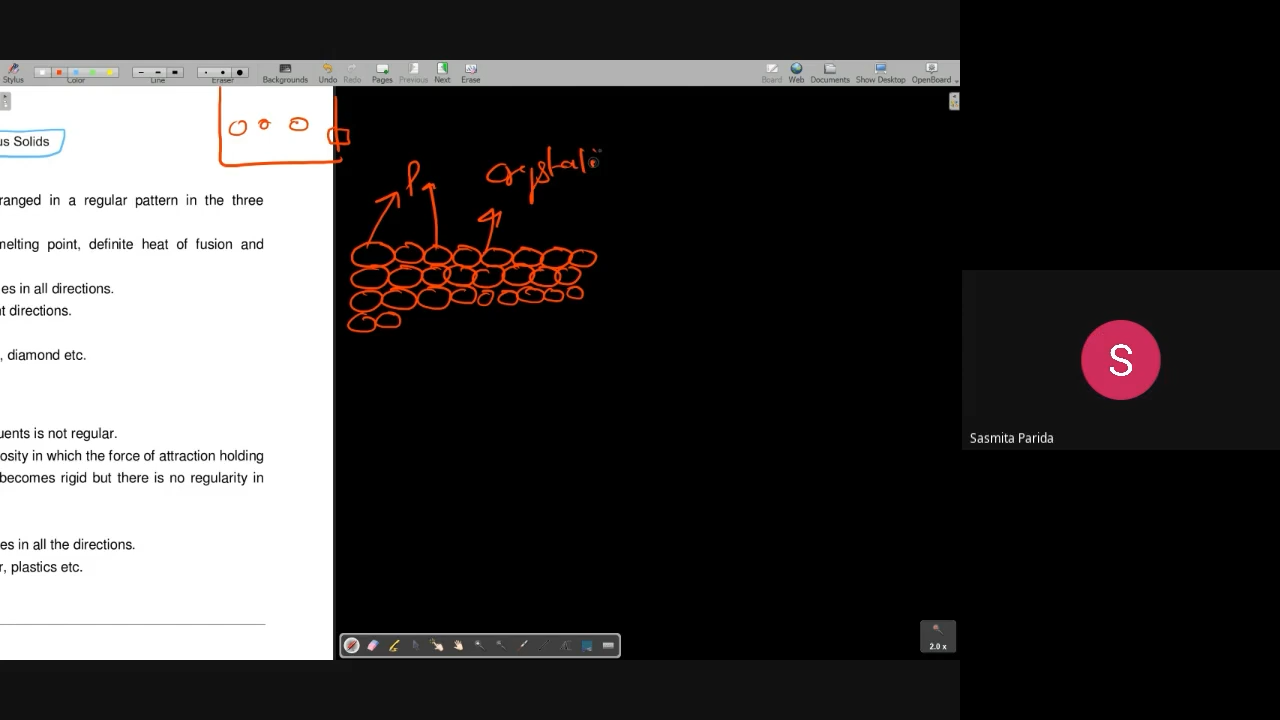 Stylus Color Line Eraser Backgrounds Undo Redo Pages Previous Next Erase Board Web Documents Show Desktop OpenBoard
us Solids
ranged in a regular pattern in the three
melting point, definite heat of fusion and
es in all directions.
nt directions.
, diamond etc.
uents is not regular.
osity in which the force of attraction holding
becomes rigid but there is no regularity in
es in all the directions.
r, plastics etc.
P
crystali
2.0 x
S
Sasmita Parida